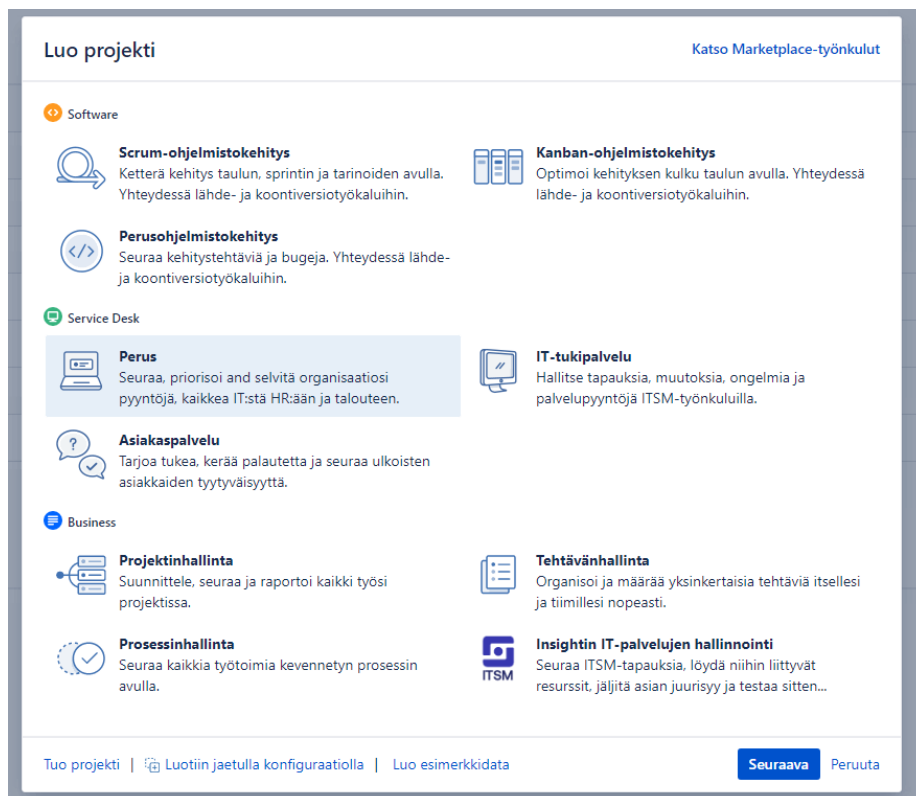 Luo projekti
Katso Marketplace-työnkulut
Software
Scrum-ohjelmistokehitys
Ketterä kehitys taulun, sprintin ja tarinoiden avulla.
Yhteydessä lähde- ja koontiversiotyökaluihin.
Kanban-ohjelmistokehitys
Optimoi kehityksen kulku taulun avulla. Yhteydessä
lähde- ja koontiversiotyökaluihin.
Perusohjelmistokehitys
Seuraa kehitystehtäviä ja bugeja. Yhteydessä lähde-
ja koontiversiotyökaluihin.
Service Desk
Perus
Seuraa, priorisoi and selvitä organisaatiosi
pyyntöjä, kaikkea IT:stä HR:ään ja talouteen.
IT-tukipalvelu
Hallitse tapauksia, muutoksia, ongelmia ja
palvelupyyntöjä ITSM-työnkuluilla.
Asiakaspalvelu
Tarjoa tukea, kerää palautetta ja seuraa ulkoisten
asiakkaiden tyytyväisyyttä.
Business
Projektinhallinta
Suunnittele, seuraa ja raportoi kaikki työsi
projektissa.
Tehtävänhallinta
Organisoi ja määrää yksinkertaisia tehtäviä itsellesi
ja tiimillesi nopeasti.
Prosessinhallinta
Seuraa kaikkia työtoimia kevennetyn prosessin
avulla.
ITSM
Insightin IT-palvelujen hallinnointi
Seuraa ITSM-tapauksia, löydä niihin liittyvät
resurssit, jäljitä asian juurisyy ja testaa sitten...
Tuo projekti | Luotiin jaetulla konfiguraatiolla | Luo esimerkkidata
Seuraava
Peruuta